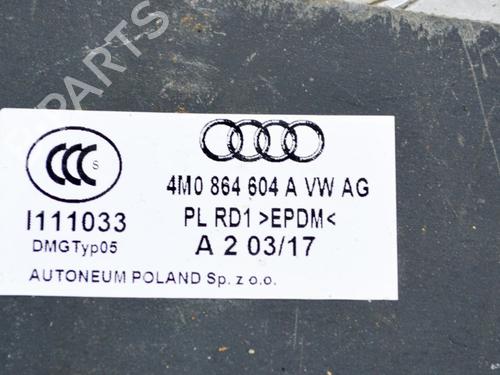 CCC S
4M0 864 604 A VW AG
I111033
PL RD1 >EPDM<
DMGTyp05
A 2 03/17
AUTONEUM POLAND Sp. z o.o.
PARTS